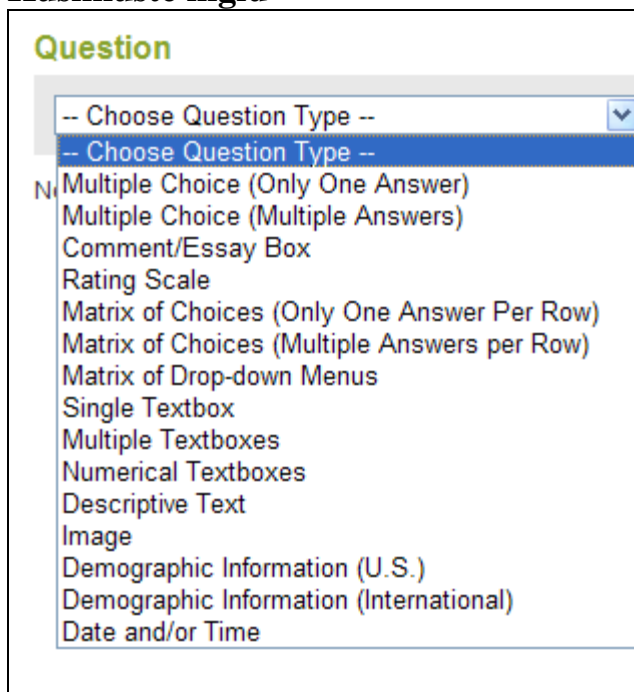 Question
-- Choose Question Type --
-- Choose Question Type --
Multiple Choice (Only One Answer)
Multiple Choice (Multiple Answers)
Comment/Essay Box
Rating Scale
Matrix of Choices (Only One Answer Per Row)
Matrix of Choices (Multiple Answers per Row)
Matrix of Drop-down Menus
Single Textbox
Multiple Textboxes
Numerical Textboxes
Descriptive Text
Image
Demographic Information (U.S.)
Demographic Information (International)
Date and/or Time